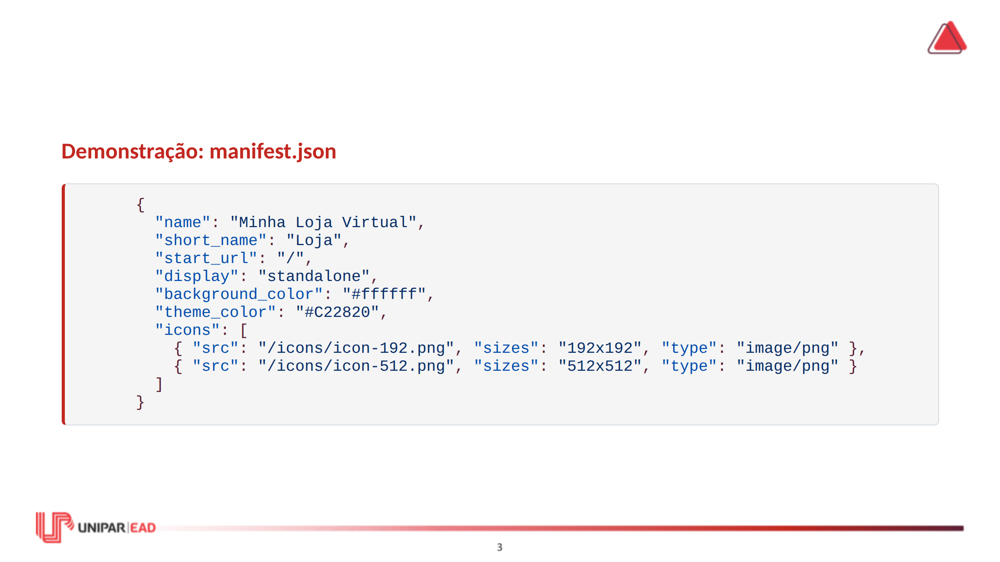 Demonstração: manifest.json
{
  "name": "Minha Loja Virtual",
  "short_name": "Loja",
  "start_url": "/",
  "display": "standalone",
  "background_color": "#ffffff",
  "theme_color": "#C22820",
  "icons": [
    { "src": "/icons/icon-192.png", "sizes": "192x192", "type": "image/png" },
    { "src": "/icons/icon-512.png", "sizes": "512x512", "type": "image/png" }
  ]
}
UNIPAR|EAD
3